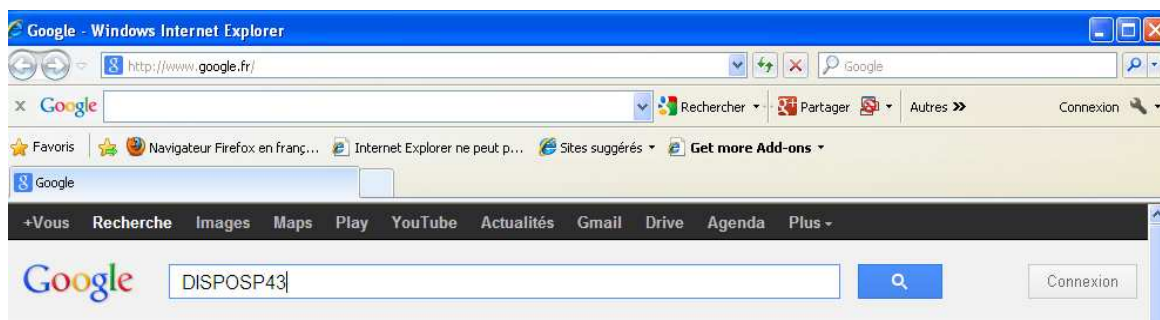 Google - Windows Internet Explorer
http://www.google.fr/ Google
x Google Rechercher Partager Autres >> Connexion
Favoris Navigateur Firefox en franç... Internet Explorer ne peut p... Sites suggérés Get more Add-ons
8 Google
+Vous Recherche Images Maps Play YouTube Actualités Gmail Drive Agenda Plus
Google DISPOSP43 Connexion